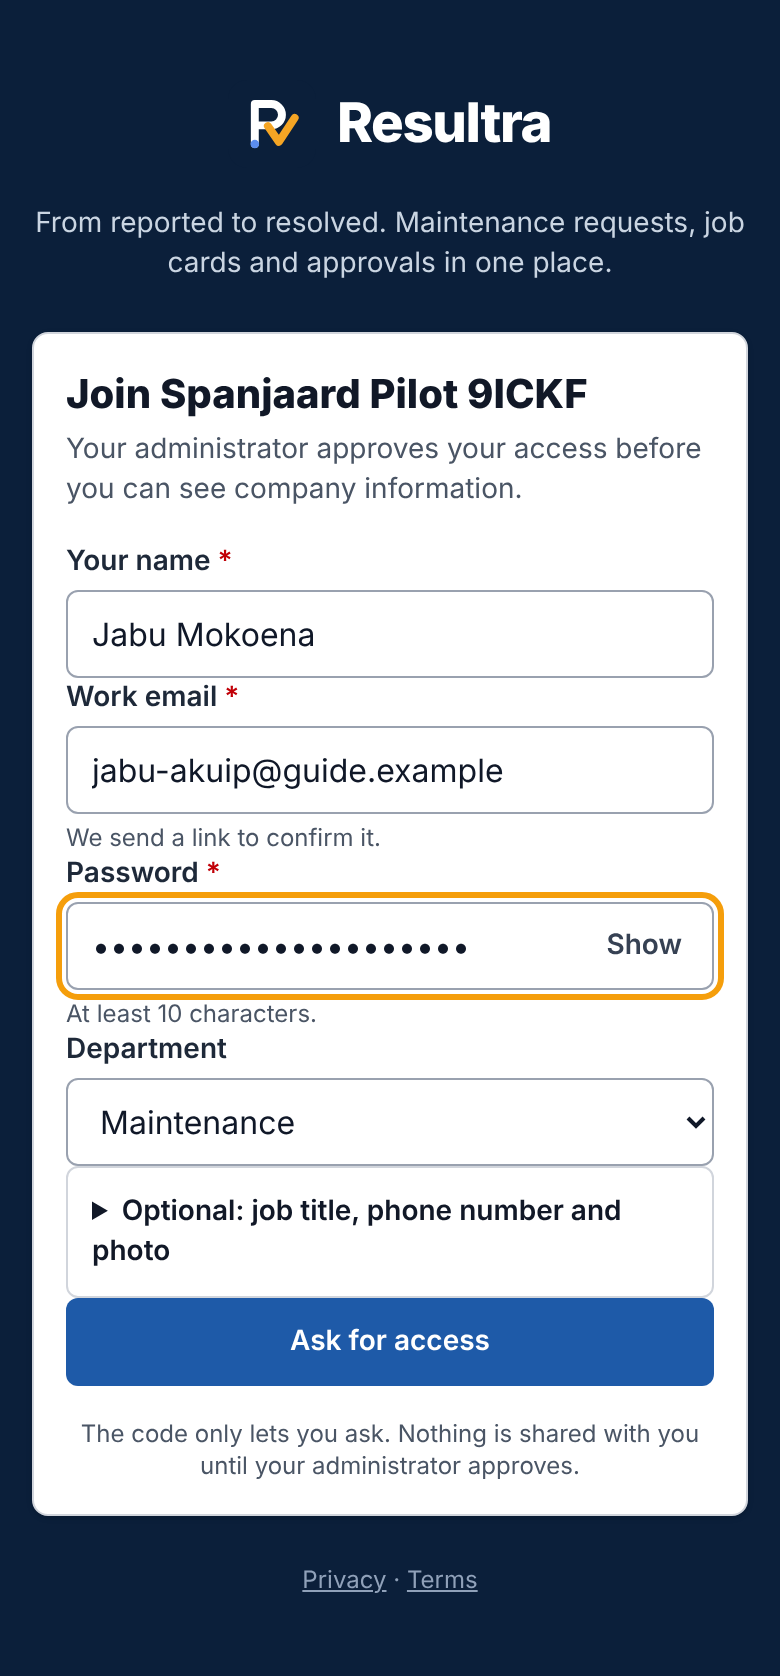 Resultra
From reported to resolved. Maintenance requests, job
cards and approvals in one place.
Join Spanjaard Pilot 9ICKF
Your administrator approves your access before
you can see company information.
Your name *
Jabu Mokoena
Work email *
jabu-akuip@guide.example
We send a link to confirm it.
Password *
••••••••••••••••••••• Show
At least 10 characters.
Department
Maintenance
Optional: job title, phone number and
photo
Ask for access
The code only lets you ask. Nothing is shared with you
until your administrator approves.
Privacy · Terms